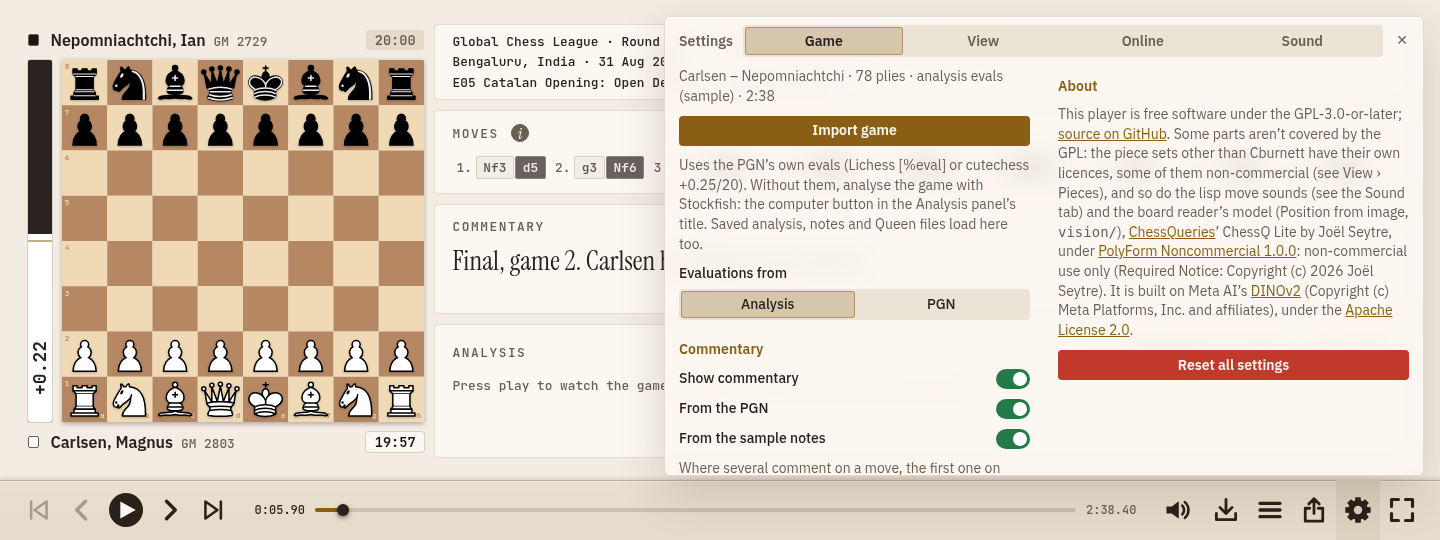 Nepomniachtchi, Ian GM 2729 20:00
8
7
6
5
4
3
2
1
a
d
e
h
+0.22
Carlsen, Magnus GM 2803 19:57
Global Chess League · Round
Bengaluru, India · 31 Aug 20
E05 Catalan Opening: Open De
MOVES i
1. Nf3 d5 2. g3 Nf6 3
COMMENTARY
Final, game 2. Carlsen
ANALYSIS
Press play to watch the game
Settings Game View Online Sound ×
Carlsen – Nepomniachtchi · 78 plies · analysis evals
(sample) · 2:38
Import game
Uses the PGN’s own evals (Lichess [%eval] or cutechess
+0.25/20). Without them, analyse the game with
Stockfish: the computer button in the Analysis panel’s
title. Saved analysis, notes and Queen files load here
too.
Evaluations from
Analysis PGN
Commentary
Show commentary
From the PGN
From the sample notes
Where several comment on a move, the first one on
About
This player is free software under the GPL-3.0-or-later;
source on GitHub. Some parts aren’t covered by the
GPL: the piece sets other than Cburnett have their own
licences, some of them non-commercial (see View ›
Pieces), and so do the lisp move sounds (see the Sound
tab) and the board reader’s model (Position from image,
vision/), ChessQueries’ ChessQ Lite by Joël Seytre,
under PolyForm Noncommercial 1.0.0: non-commercial
use only (Required Notice: Copyright (c) 2026 Joël
Seytre). It is built on Meta AI’s DINOv2 (Copyright (c)
Meta Platforms, Inc. and affiliates), under the Apache
License 2.0.
Reset all settings
0:05.90 2:38.40